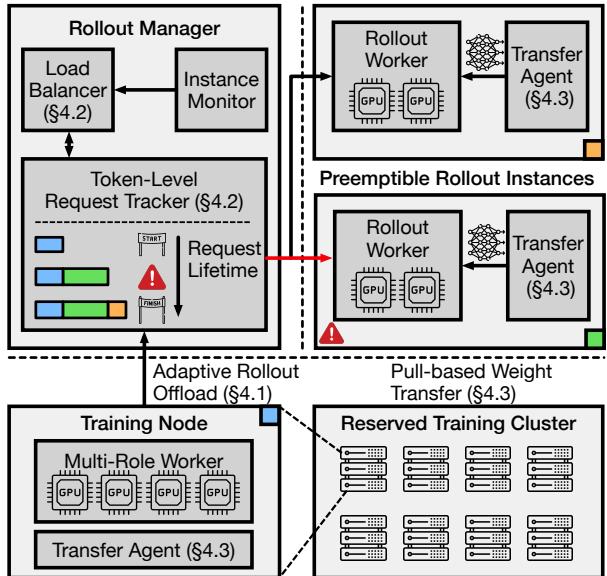 Rollout Manager
Load
Balancer
(§4.2)
Instance
Monitor
Token-Level
Request Tracker (§4.2)
START
Request
Lifetime
FINISH
Rollout
Worker
GPU GPU
Transfer
Agent
(§4.3)
Preemptible Rollout Instances
Rollout
Worker
GPU GPU
Transfer
Agent
(§4.3)
Adaptive Rollout
Offload (§4.1)
Pull-based Weight
Transfer (§4.3)
Training Node
Multi-Role Worker
GPU GPU GPU GPU
Transfer Agent (§4.3)
Reserved Training Cluster